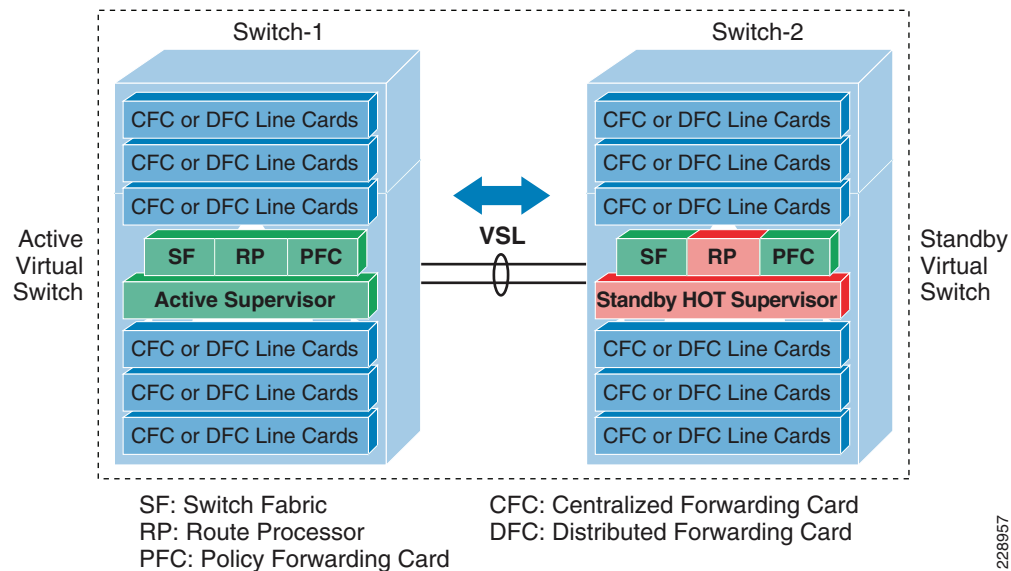 Switch-1
Switch-2
CFC or DFC Line Cards
CFC or DFC Line Cards
CFC or DFC Line Cards
CFC or DFC Line Cards
CFC or DFC Line Cards
CFC or DFC Line Cards
Active
Virtual
Switch
SF RP PFC
Active Supervisor
VSL
SF RP PFC
Standby HOT Supervisor
Standby
Virtual
Switch
CFC or DFC Line Cards
CFC or DFC Line Cards
CFC or DFC Line Cards
CFC or DFC Line Cards
CFC or DFC Line Cards
CFC or DFC Line Cards
SF: Switch Fabric
RP: Route Processor
PFC: Policy Forwarding Card
CFC: Centralized Forwarding Card
DFC: Distributed Forwarding Card
228957